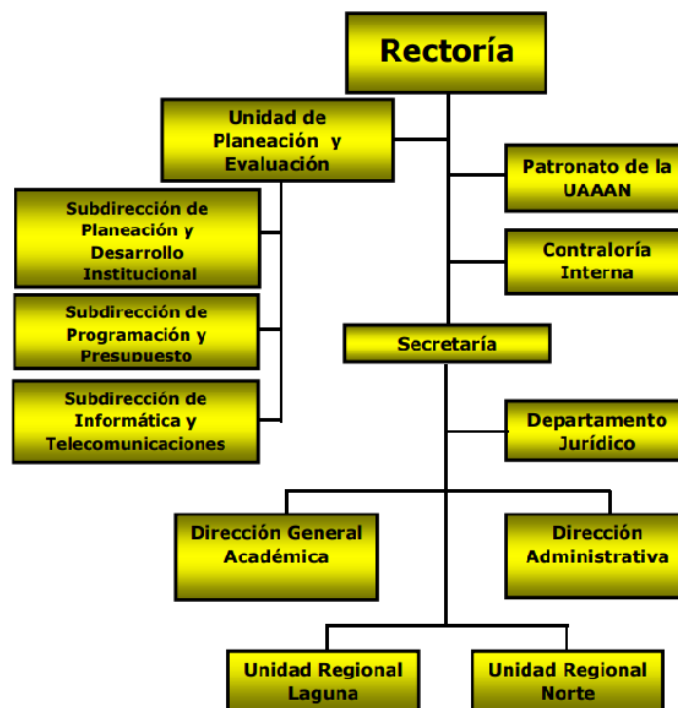 Rectoría
Unidad de
Planeación y
Evaluación
Patronato de la
UAAAN
Subdirección de
Planeación y
Desarrollo
Institucional
Contraloría
Interna
Subdirección de
Programación y
Presupuesto
Secretaría
Subdirección de
Informática y
Telecomunicaciones
Departamento
Jurídico
Dirección General
Académica
Dirección
Administrativa
Unidad Regional
Laguna
Unidad Regional
Norte